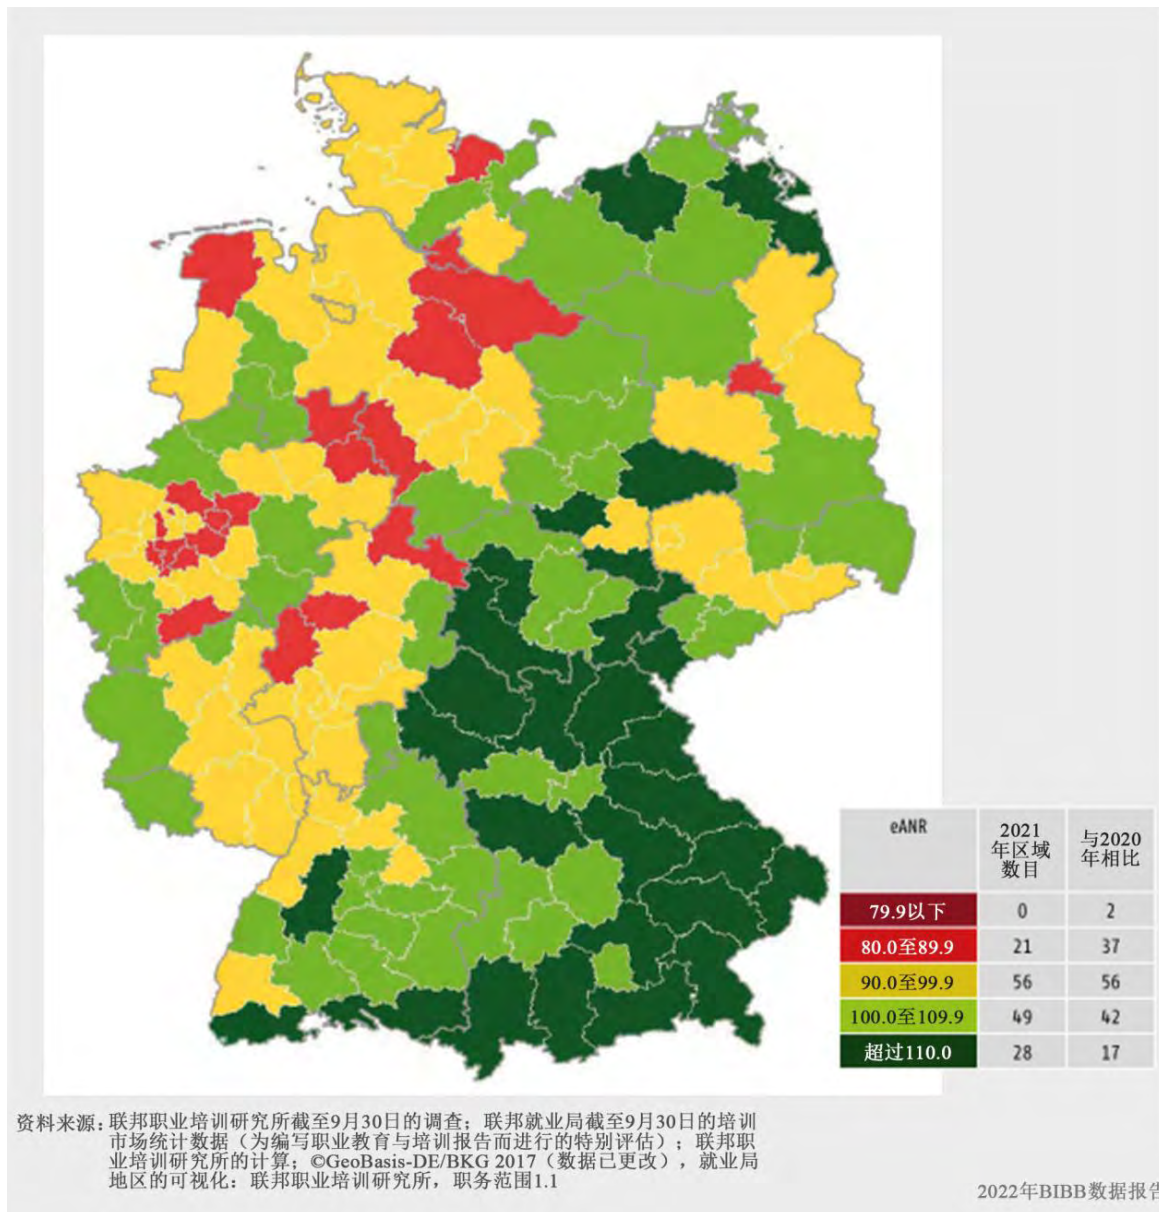 eANR 2021年区域数目 与2020年相比
79.9以下 0 2
80.0至89.9 21 37
90.0至99.9 56 56
100.0至109.9 49 42
超过110.0 28 17
资料来源：联邦职业培训研究所截至9月30日的调查；联邦就业局截至9月30日的培训
市场统计数据（为编写职业教育与培训报告而进行的特别评估）；联邦职
业培训研究所的计算；©GeoBasis-DE/BKG 2017（数据已更改），就业局
地区的可视化：联邦职业培训研究所，职务范围1.1
2022年BIBB数据报告